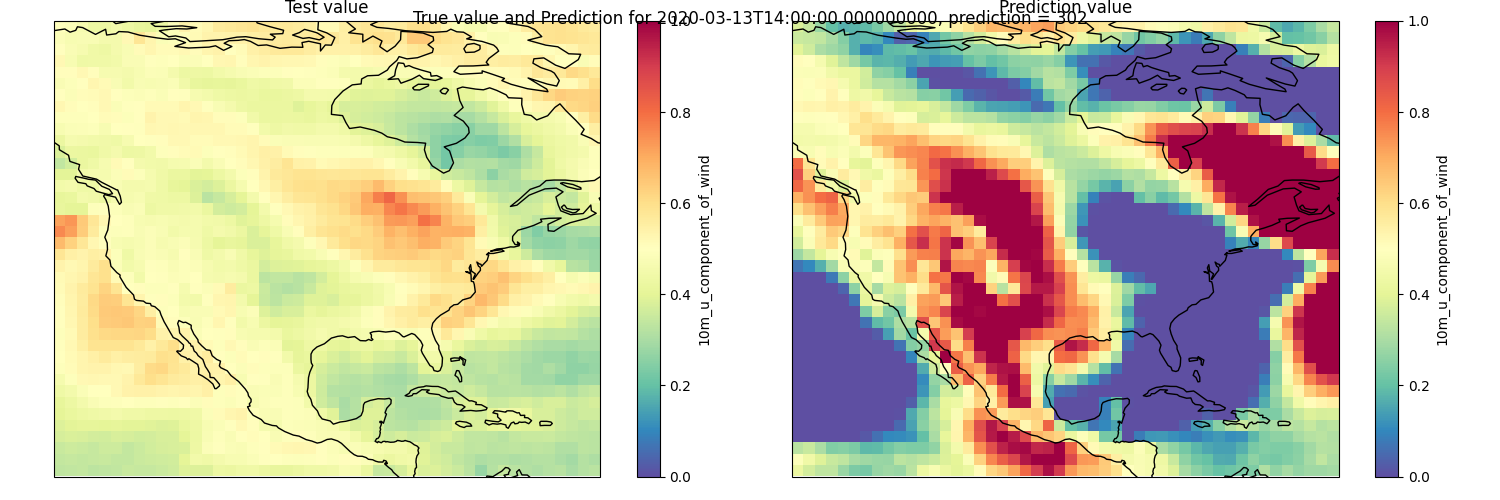 Test value
Prediction value
True value and Prediction for 2020-03-13T14:00:00.000000000, prediction = 302
1.0
0.8
0.6
0.4
0.2
0.0
10m_u_component_of_wind
1.0
0.8
0.6
0.4
0.2
0.0
10m_u_component_of_wind